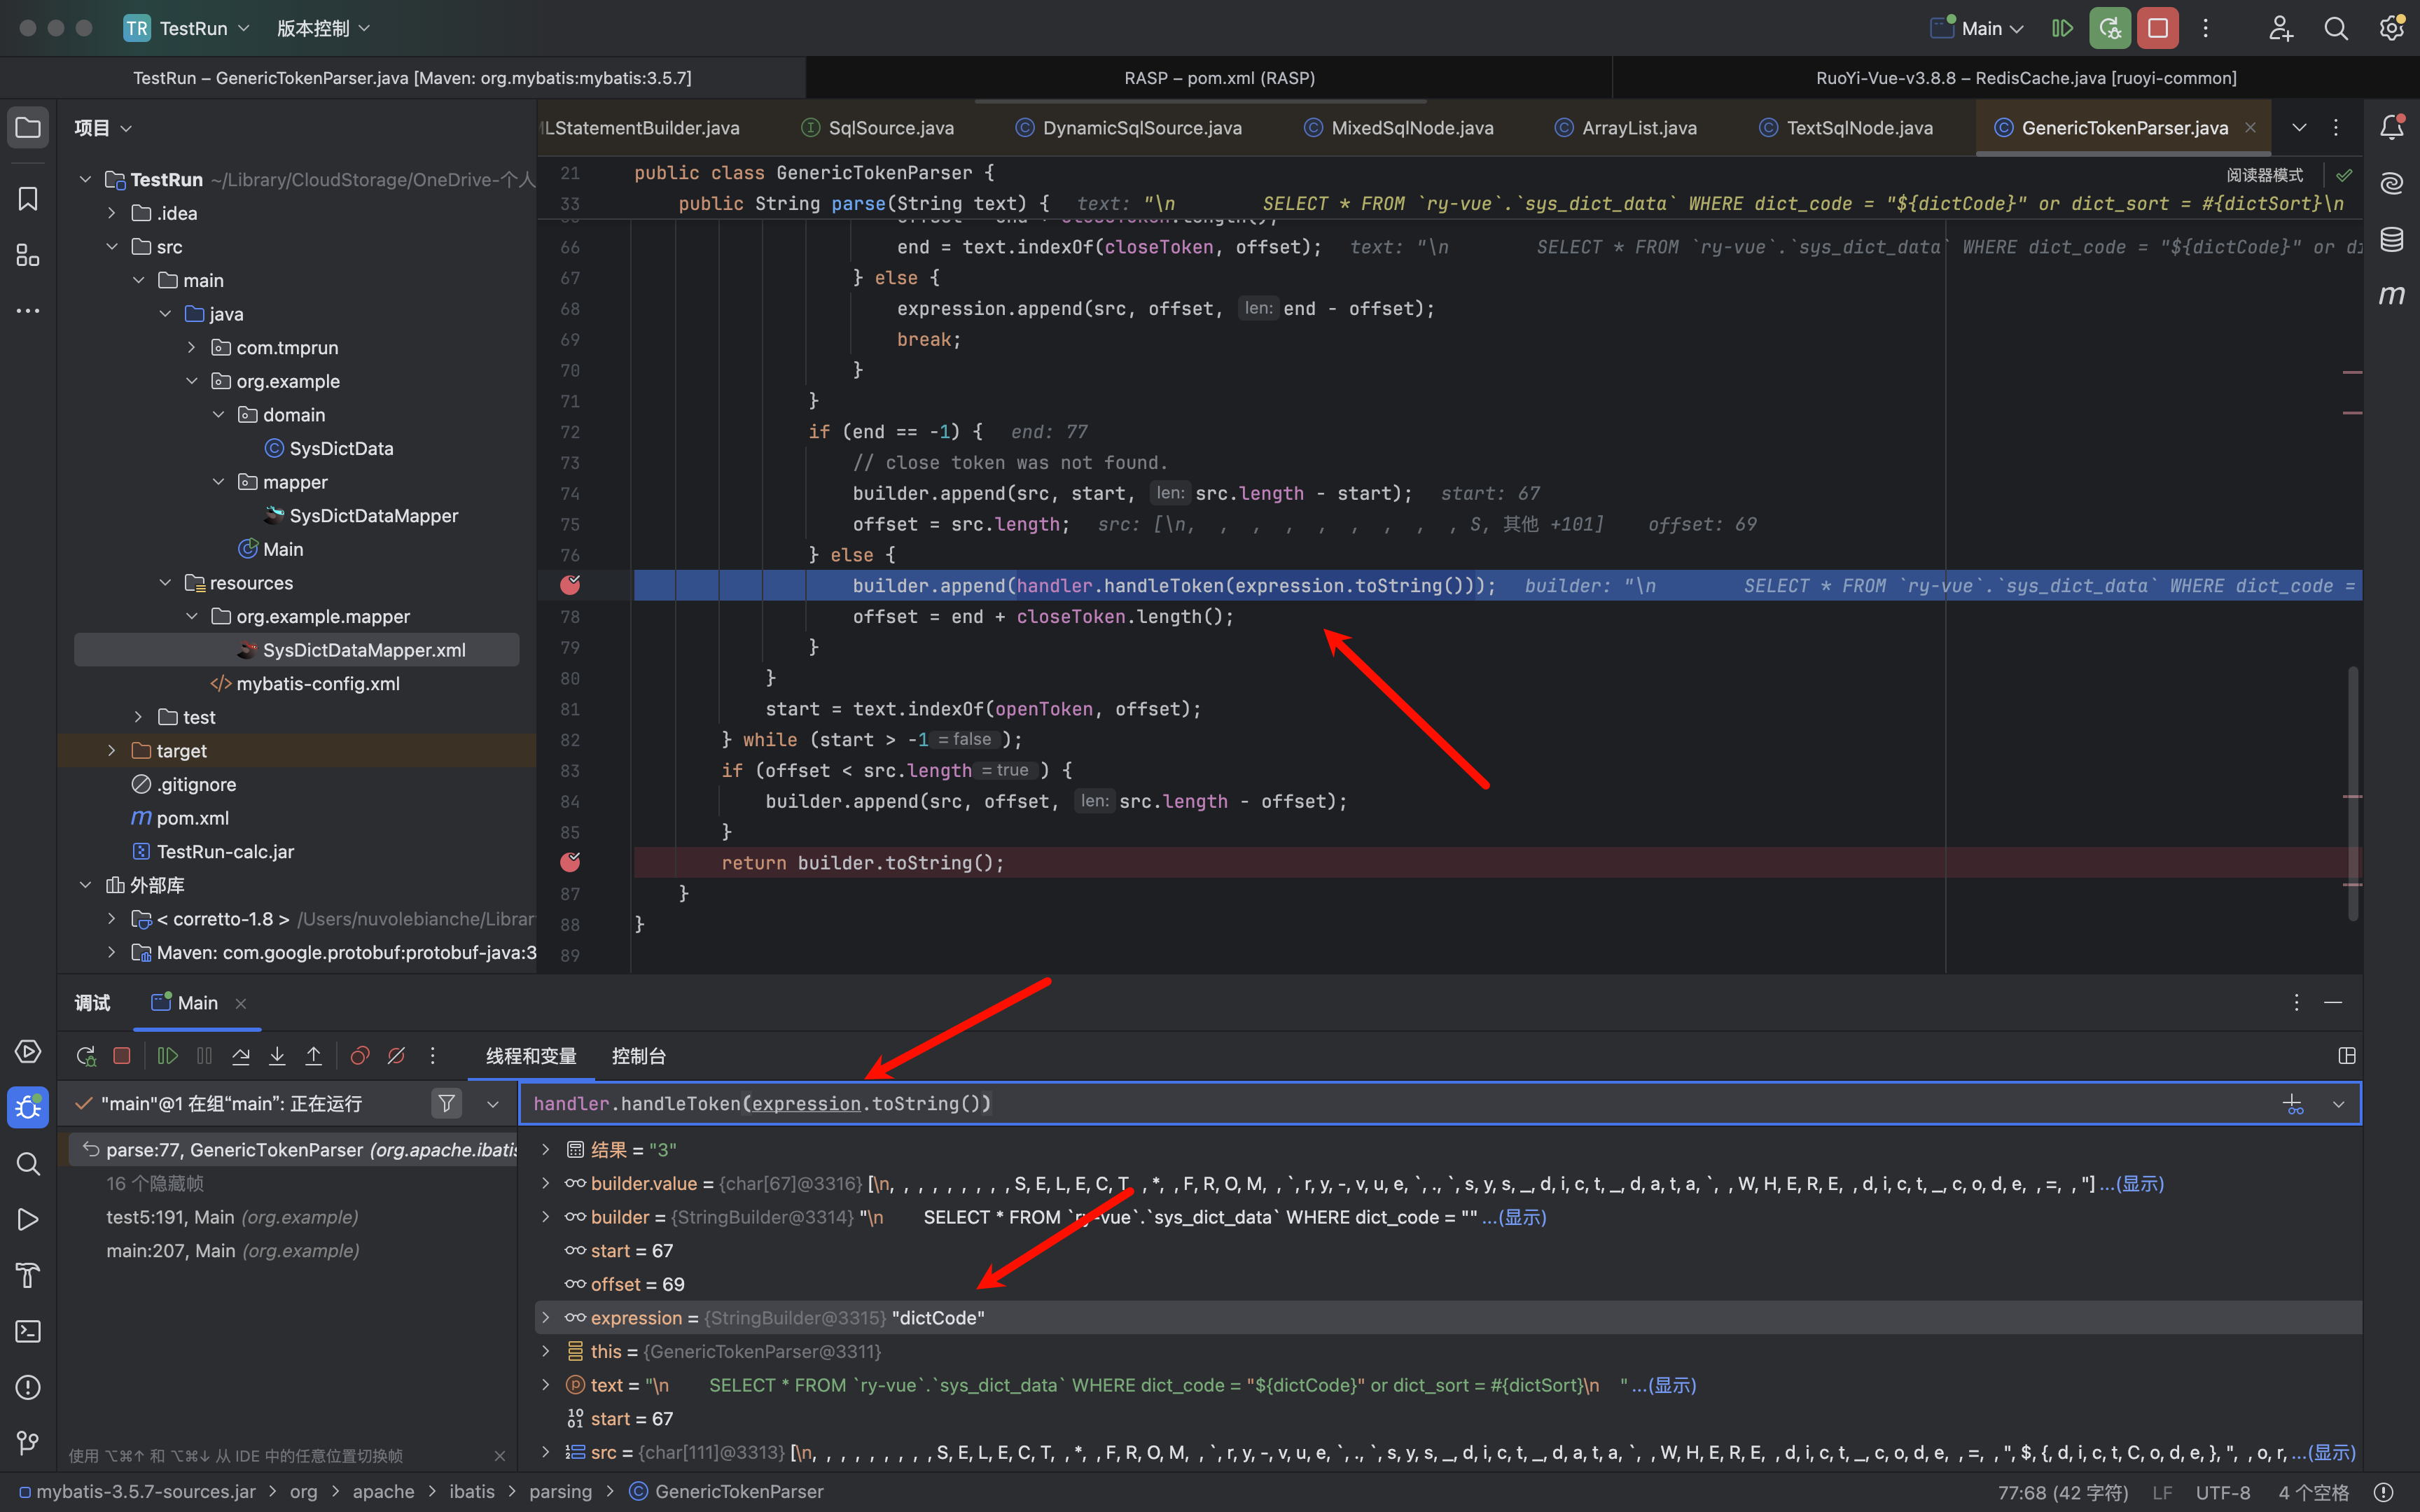 TR TestRun 版本控制 Main
TestRun – GenericTokenParser.java [Maven: org.mybatis:mybatis:3.5.7] RASP – pom.xml (RASP) RuoYi-Vue-v3.8.8 – RedisCache.java [ruoyi-common]
项目
LStatementBuilder.java SqlSource.java DynamicSqlSource.java MixedSqlNode.java ArrayList.java TextSqlNode.java GenericTokenParser.java
TestRun ~/Library/CloudStorage/OneDrive-个人
.idea
src
main
java
com.tmprun
org.example
domain
SysDictData
mapper
SysDictDataMapper
Main
resources
org.example.mapper
SysDictDataMapper.xml
mybatis-config.xml
test
target
.gitignore
pom.xml
TestRun-calc.jar
外部库
< corretto-1.8 > /Users/nuvolebianche/Librar
Maven: com.google.protobuf:protobuf-java:3
阅读器模式
21 public class GenericTokenParser {
33 public String parse(String text) { text: "\n SELECT * FROM `ry-vue`.`sys_dict_data` WHERE dict_code = "${dictCode}" or dict_sort = #{dictSort}\n
66 end = text.indexOf(closeToken, offset); text: "\n SELECT * FROM `ry-vue`.`sys_dict_data` WHERE dict_code = "${dictCode}" or di
67 } else {
68 expression.append(src, offset, len: end - offset);
69 break;
70 }
71 }
72 if (end == -1) { end: 77
73 // close token was not found.
74 builder.append(src, start, len: src.length - start); start: 67
75 offset = src.length; src: [\n, , , , , , , , , S, 其他 +101] offset: 69
76 } else {
builder.append(handler.handleToken(expression.toString())); builder: "\n SELECT * FROM `ry-vue`.`sys_dict_data` WHERE dict_code =
78 offset = end + closeToken.length();
79 }
80 }
81 start = text.indexOf(openToken, offset);
82 } while (start > -1 = false );
83 if (offset < src.length = true ) {
84 builder.append(src, offset, len: src.length - offset);
85 }
return builder.toString();
87 }
88 }
89
调试 Main
线程和变量 控制台
"main"@1 在组“main”: 正在运行
parse:77, GenericTokenParser (org.apache.ibatis
16 个隐藏帧
test5:191, Main (org.example)
main:207, Main (org.example)
使用 ⌥⌘↑ 和 ⌥⌘↓ 从 IDE 中的任意位置切换帧
handler.handleToken(expression.toString())
结果 = "3"
builder.value = {char[67]@3316} [\n, , , , , , , , , S, E, L, E, C, T, , *, , F, R, O, M, , `, r, y, -, v, u, e, `, ., `, s, y, s, _, d, i, c, t, _, d, a, t, a, `, , W, H, E, R, E, , d, i, c, t, _, c, o, d, e, , =, , "] ...(显示)
builder = {StringBuilder@3314} "\n SELECT * FROM `ry-vue`.`sys_dict_data` WHERE dict_code = "" ...(显示)
start = 67
offset = 69
expression = {StringBuilder@3315} "dictCode"
this = {GenericTokenParser@3311}
text = "\n SELECT * FROM `ry-vue`.`sys_dict_data` WHERE dict_code = "${dictCode}" or dict_sort = #{dictSort}\n " ...(显示)
start = 67
src = {char[111]@3313} [\n, , , , , , , , , S, E, L, E, C, T, , *, , F, R, O, M, , `, r, y, -, v, u, e, `, ., `, s, y, s, _, d, i, c, t, _, d, a, t, a, `, , W, H, E, R, E, , d, i, c, t, _, c, o, d, e, , =, , ", $, {, d, i, c, t, C, o, d, e, }, ", , o, r, ...(显示)
mybatis-3.5.7-sources.jar > org > apache > ibatis > parsing > GenericTokenParser
77:68 (42 字符) LF UTF-8 4 个空格